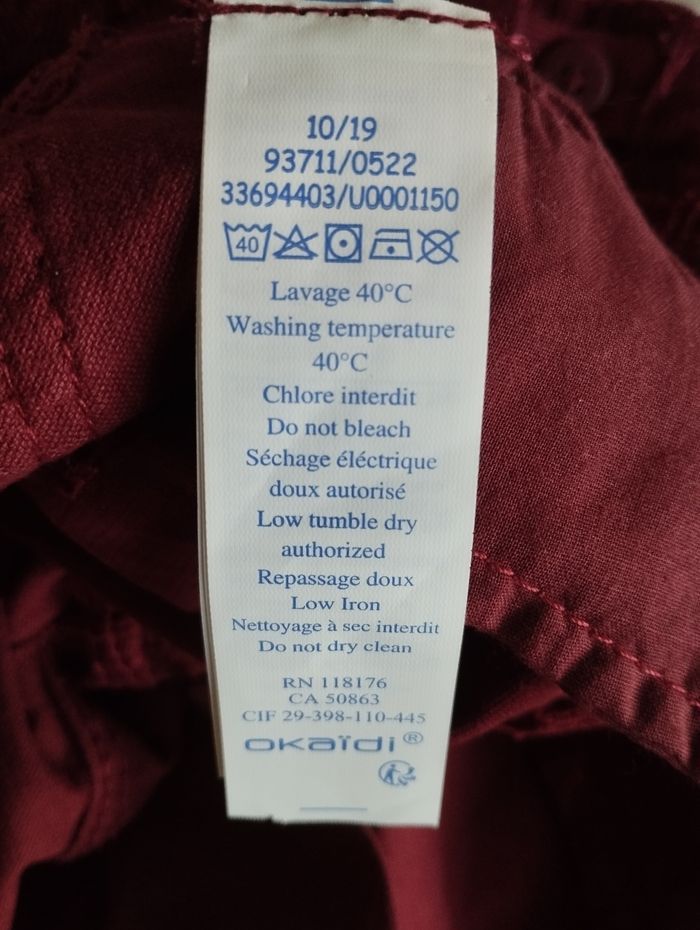 10/19
93711/0522
33694403/U0001150
40
Lavage 40°C
Washing temperature
40°C
Chlore interdit
Do not bleach
Séchage éléctrique
doux autorisé
Low tumble dry
authorized
Repassage doux
Low Iron
Nettoyage à sec interdit
Do not dry clean
RN 118176
CA 50863
CIF 29-398-110-445
okaïdi®